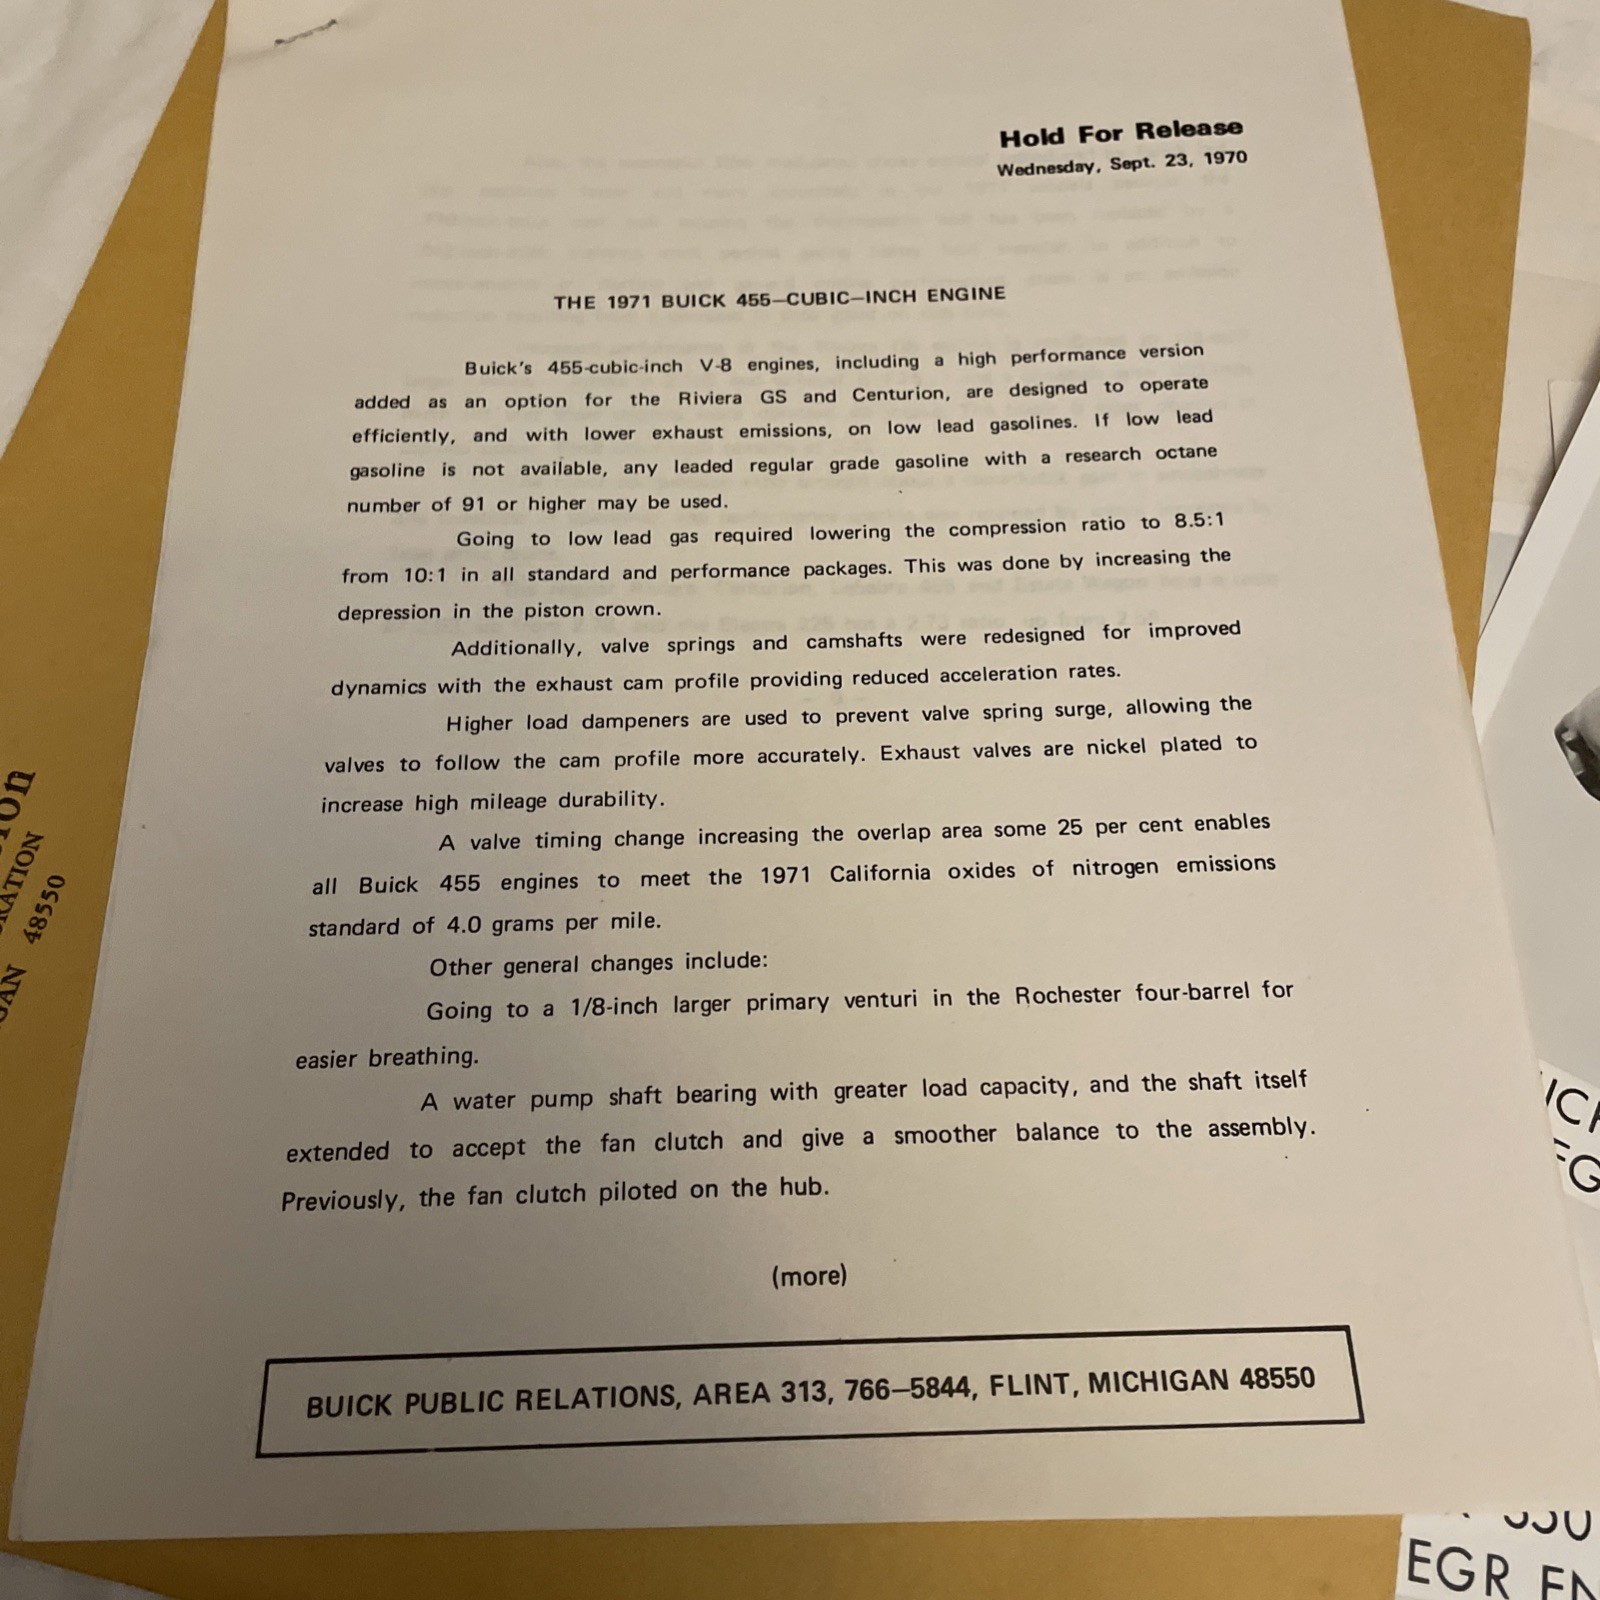 Hold For Release
Wednesday, Sept. 23, 1970
THE 1971 BUICK 455—CUBIC—INCH ENGINE
Buick's 455-cubic-inch V-8 engines, including a high performance version
added as an option for the Riviera GS and Centurion, are designed to operate
efficiently, and with lower exhaust emissions, on low lead gasolines. If low lead
gasoline is not available, any leaded regular grade gasoline with a research octane
number of 91 or higher may be used.
Going to low lead gas required lowering the compression ratio to 8.5:1
from 10:1 in all standard and performance packages. This was done by increasing the
depression in the piston crown.
Additionally, valve springs and camshafts were redesigned for improved
dynamics with the exhaust cam profile providing reduced acceleration rates.
Higher load dampeners are used to prevent valve spring surge, allowing the
valves to follow the cam profile more accurately. Exhaust valves are nickel plated to
increase high mileage durability.
A valve timing change increasing the overlap area some 25 per cent enables
all Buick 455 engines to meet the 1971 California oxides of nitrogen emissions
standard of 4.0 grams per mile.
Other general changes include:
Going to a 1/8-inch larger primary venturi in the Rochester four-barrel for
easier breathing.
A water pump shaft bearing with greater load capacity, and the shaft itself
extended to accept the fan clutch and give a smoother balance to the assembly.
Previously, the fan clutch piloted on the hub.
(more)
BUICK PUBLIC RELATIONS, AREA 313, 766—5844, FLINT, MICHIGAN 48550
48550
EGR